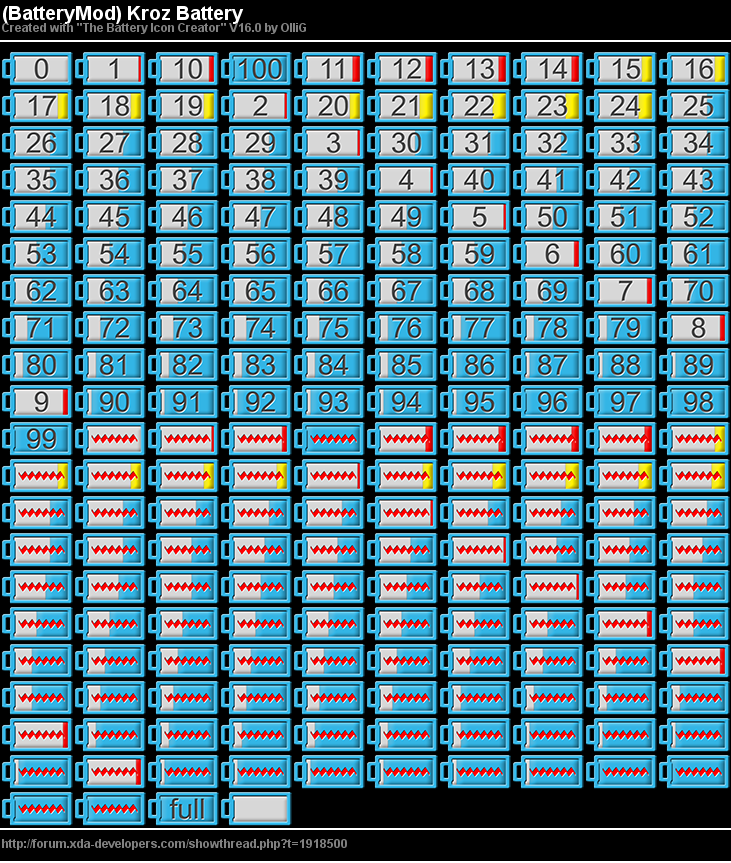 (BatteryMod) Kroz Battery
Created with "The Battery Icon Creator" V16.0 by OlliG
0 1 10 100 11 12 13 14 15 16
17 18 19 2 20 21 22 23 24 25
26 27 28 29 3 30 31 32 33 34
35 36 37 38 39 4 40 41 42 43
44 45 46 47 48 49 5 50 51 52
53 54 55 56 57 58 59 6 60 61
62 63 64 65 66 67 68 69 7 70
71 72 73 74 75 76 77 78 79 8
80 81 82 83 84 85 86 87 88 89
9 90 91 92 93 94 95 96 97 98
99
full
http://forum.xda-developers.com/showthread.php?t=1918500